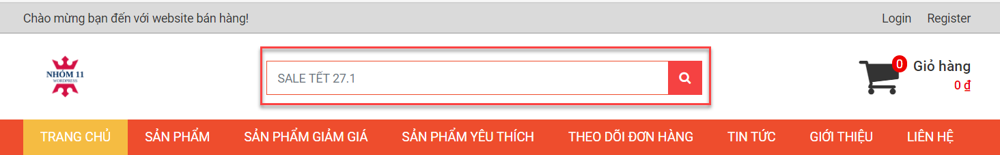 Chào mừng bạn đến với website bán hàng!
Login Register
NHÓM 11
WORDPRESS
SALE TẾT 27.1
0 Giỏ hàng
0 ₫
TRANG CHỦ SẢN PHẨM SẢN PHẨM GIẢM GIÁ SẢN PHẨM YÊU THÍCH THEO DÕI ĐƠN HÀNG TIN TỨC GIỚI THIỆU LIÊN HỆ